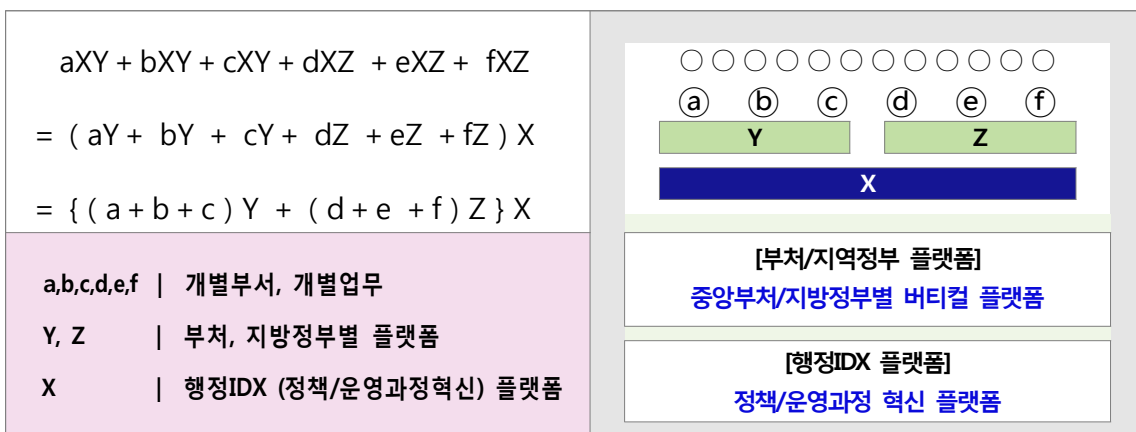 aXY + bXY + cXY + dXZ + eXZ + fXZ
= ( aY + bY + cY + dZ + eZ + fZ ) X
= { ( a + b + c ) Y + ( d + e + f ) Z } X
a,b,c,d,e,f | 개별부서, 개별업무
Y, Z | 부처, 지방정부별 플랫폼
X | 행정IDX (정책/운영과정혁신) 플랫폼
○○○○○○○○○○○○
ⓐ ⓑ ⓒ ⓓ ⓔ ⓕ
Y Z
X
[부처/지역정부 플랫폼]
중앙부처/지방정부별 버티컬 플랫폼
[행정IDX 플랫폼]
정책/운영과정 혁신 플랫폼